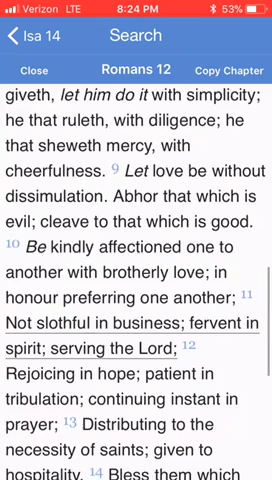 Verizon LTE 8:24 PM 53%
Isa 14 Search
Close Romans 12 Copy Chapter
giveth, let him do it with simplicity;
he that ruleth, with diligence; he
that sheweth mercy, with
cheerfulness. 9 Let love be without
dissimulation. Abhor that which is
evil; cleave to that which is good.
10 Be kindly affectioned one to
another with brotherly love; in
honour preferring one another; 11
Not slothful in business; fervent in
spirit; serving the Lord; 12
Rejoicing in hope; patient in
tribulation; continuing instant in
prayer; 13 Distributing to the
necessity of saints; given to
hospitality. 14 Bless them which